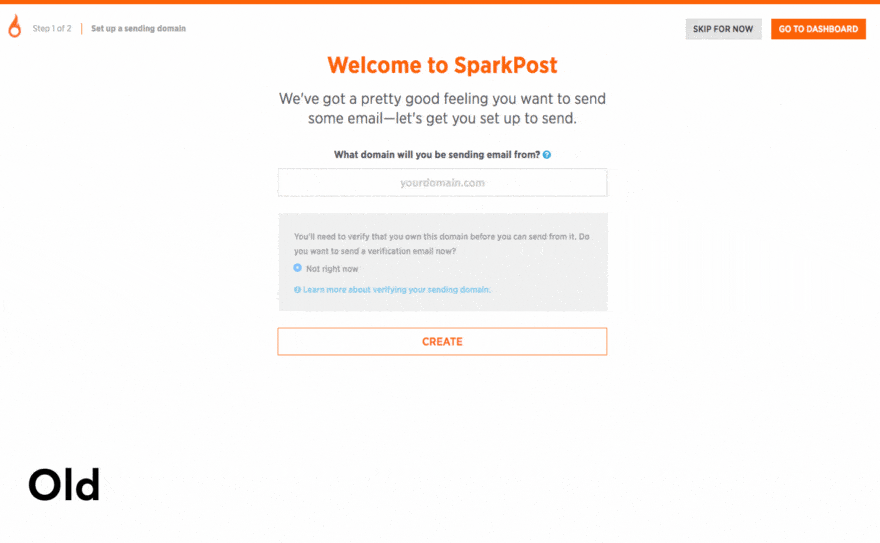 Step 1 of 2 | Set up a sending domain
SKIP FOR NOW
GO TO DASHBOARD
Welcome to SparkPost
We've got a pretty good feeling you want to send
some email—let's get you set up to send.
What domain will you be sending email from?
yourdomain.com
You'll need to verify that you own this domain before you can send from it. Do
you want to send a verification email now?
Not right now
Learn more about verifying your sending domain.
CREATE
Old